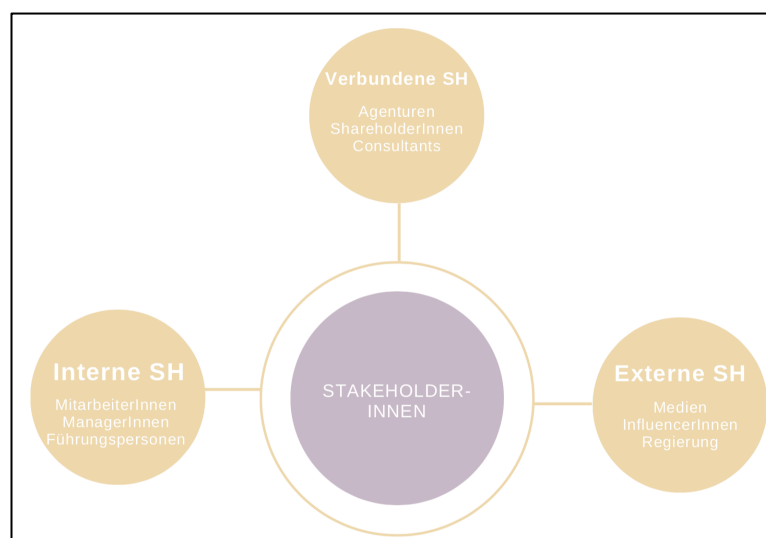 Verbundene SH
Agenturen
ShareholderInnen
Consultants
Interne SH
MitarbeiterInnen
ManagerInnen
Führungspersonen
STAKEHOLDER-
INNEN
Externe SH
Medien
InfluencerInnen
Regierung